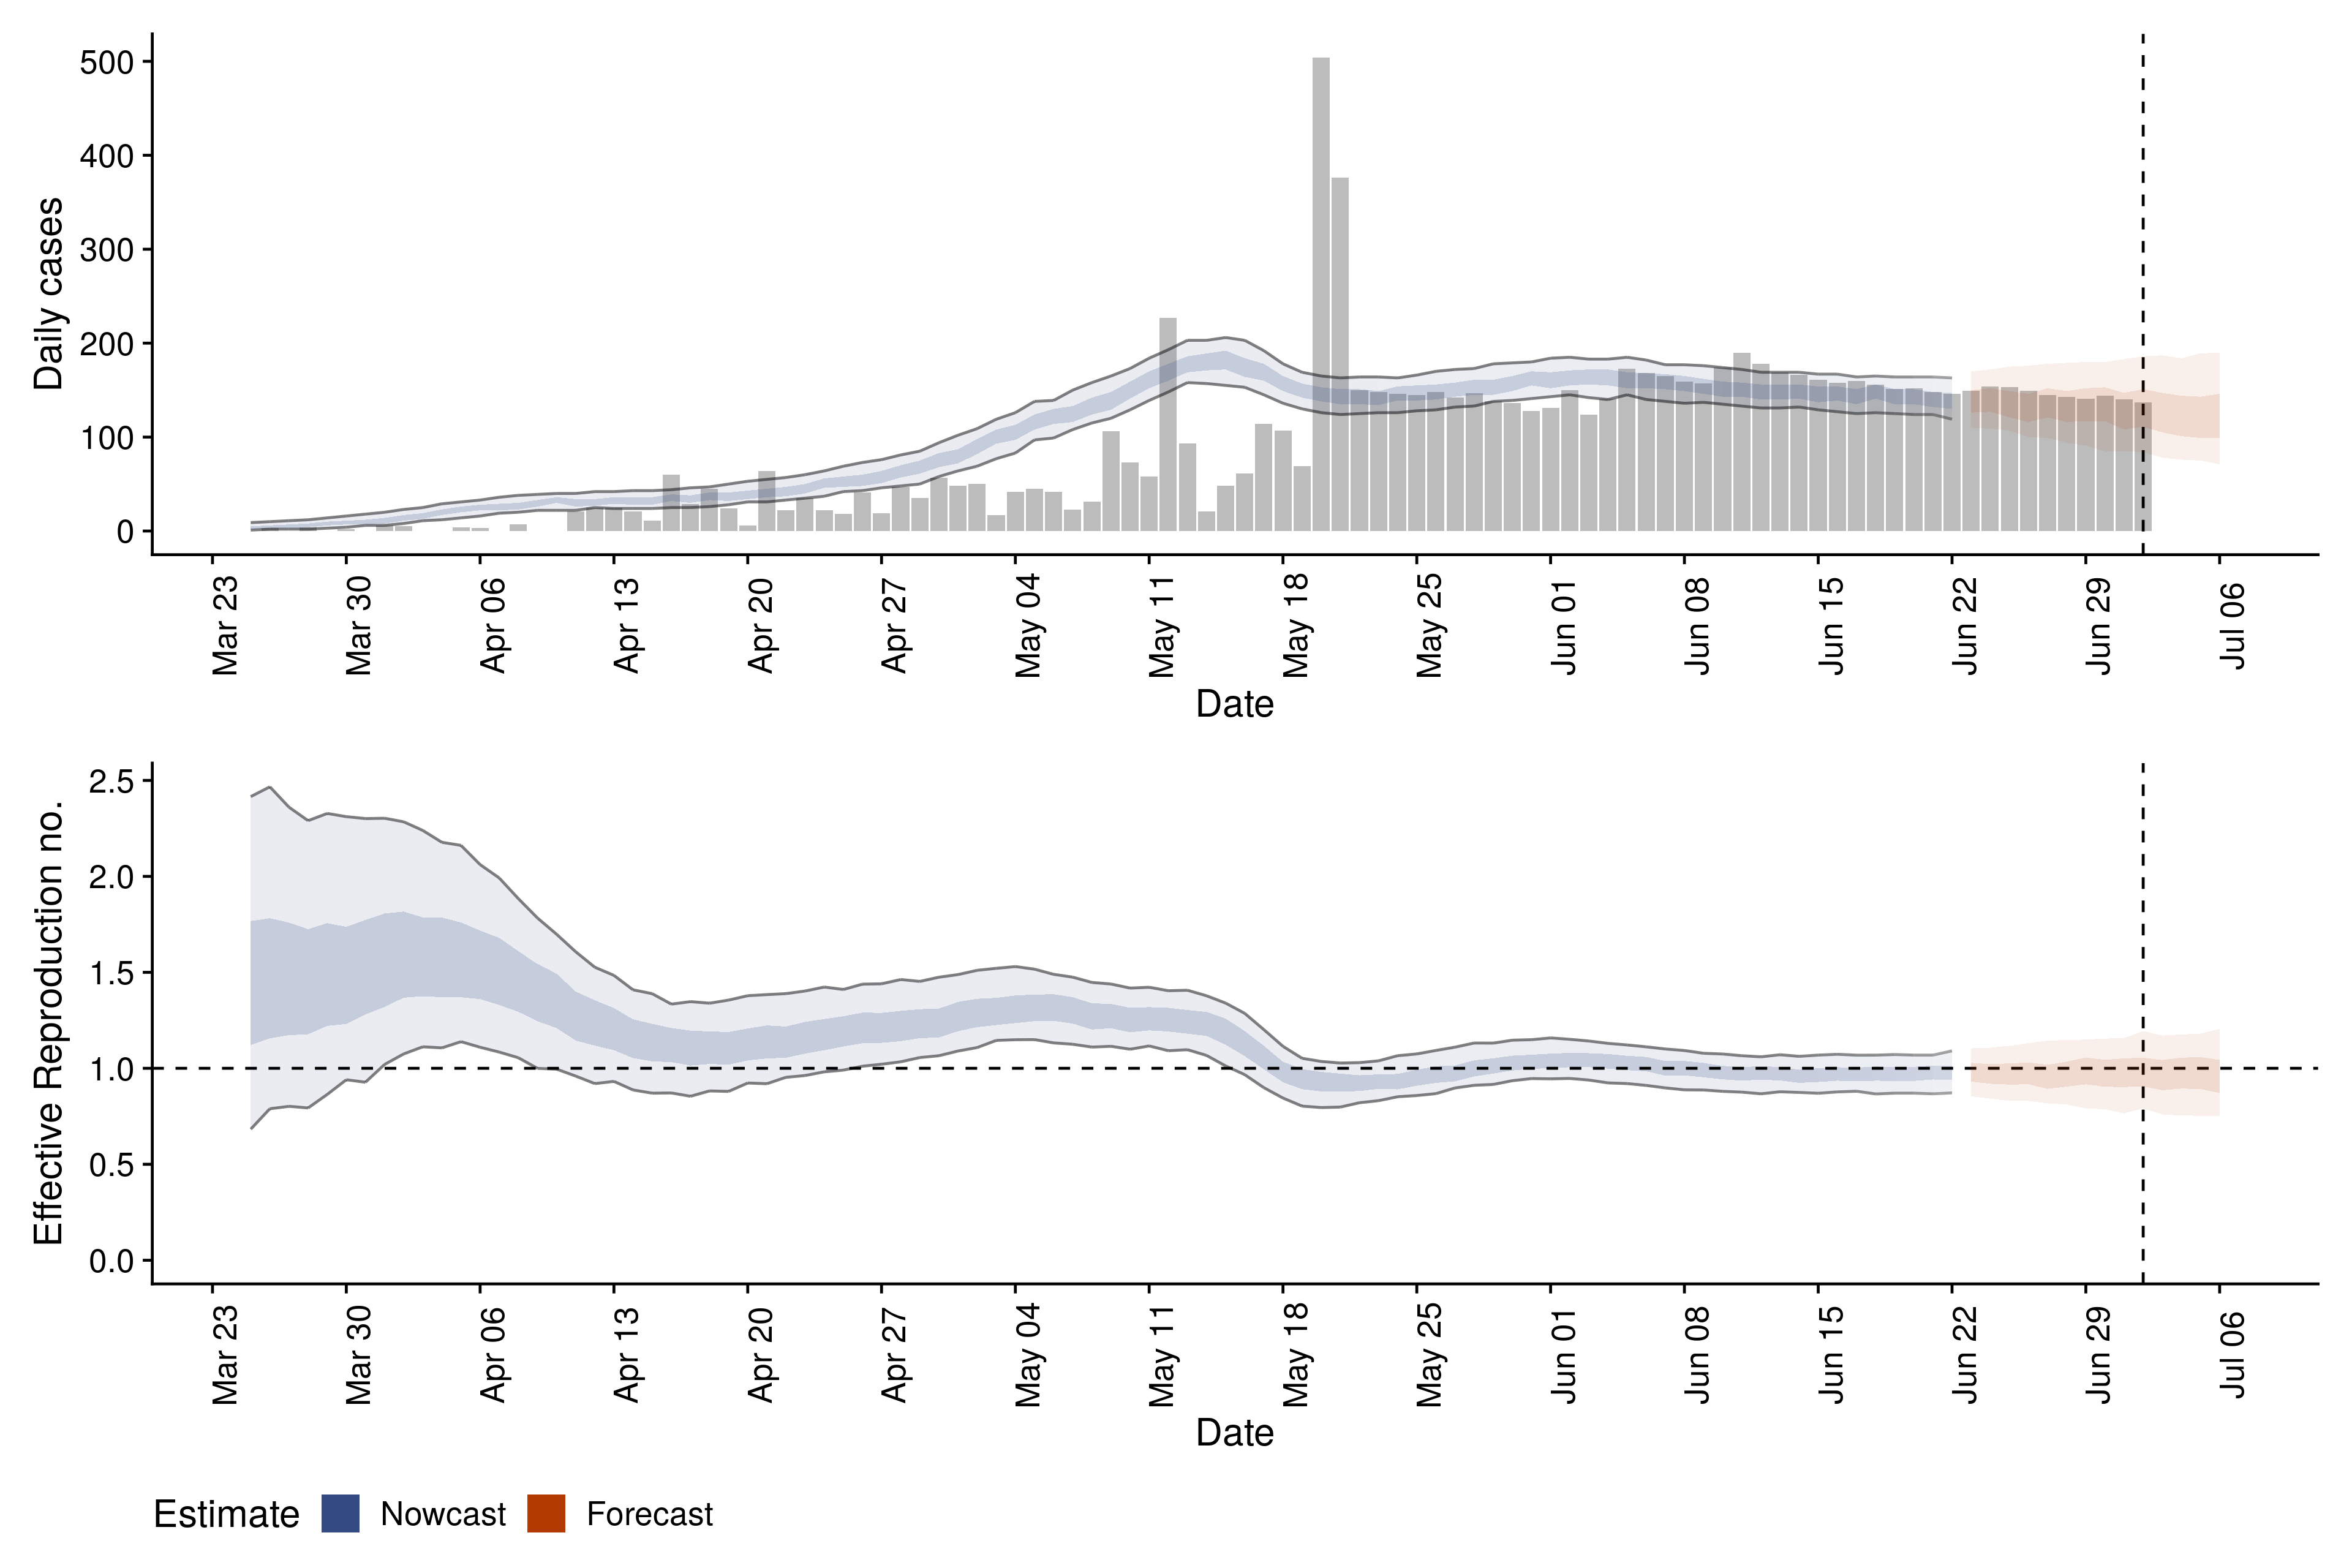 500
400
300
200
100
0
Daily cases
Mar 23
Mar 30
Apr 06
Apr 13
Apr 20
Apr 27
May 04
May 11
May 18
May 25
Jun 01
Jun 08
Jun 15
Jun 22
Jun 29
Jul 06
Date
2.5
2.0
1.5
1.0
0.5
0.0
Effective Reproduction no.
Mar 23
Mar 30
Apr 06
Apr 13
Apr 20
Apr 27
May 04
May 11
May 18
May 25
Jun 01
Jun 08
Jun 15
Jun 22
Jun 29
Jul 06
Date
Estimate Nowcast Forecast